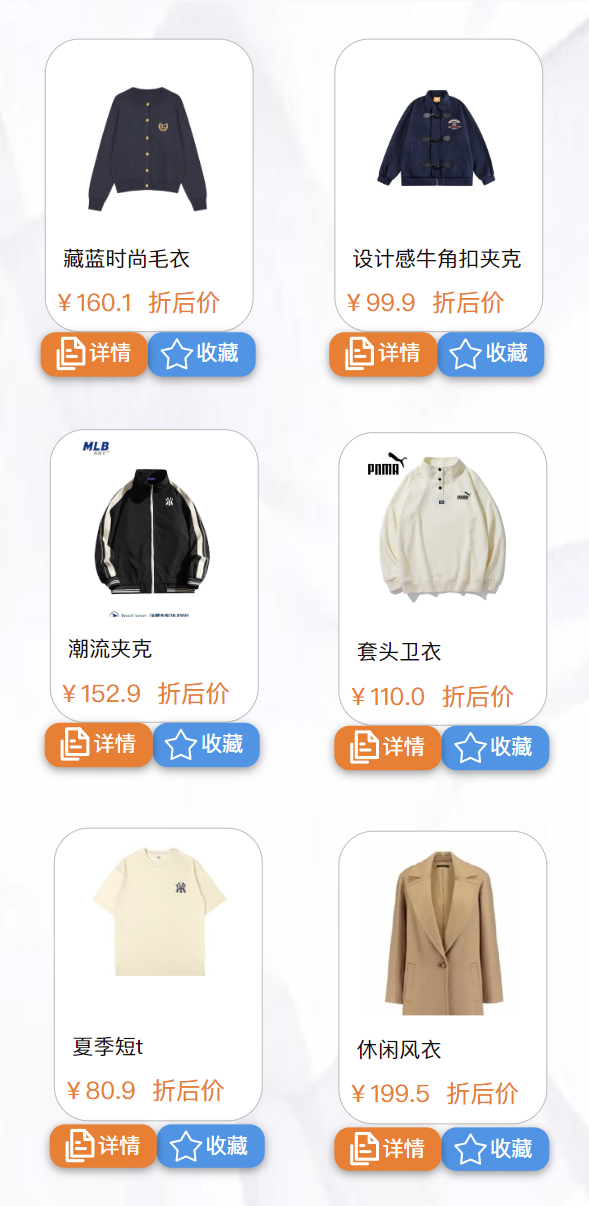 藏蓝时尚毛衣
￥160.1 折后价
详情 收藏
设计感牛角扣夹克
￥99.9 折后价
详情 收藏
MLB
潮流夹克
￥152.9 折后价
详情 收藏
PUMA
PUMA
套头卫衣
￥110.0 折后价
详情 收藏
夏季短t
￥80.9 折后价
详情 收藏
休闲风衣
￥199.5 折后价
详情 收藏